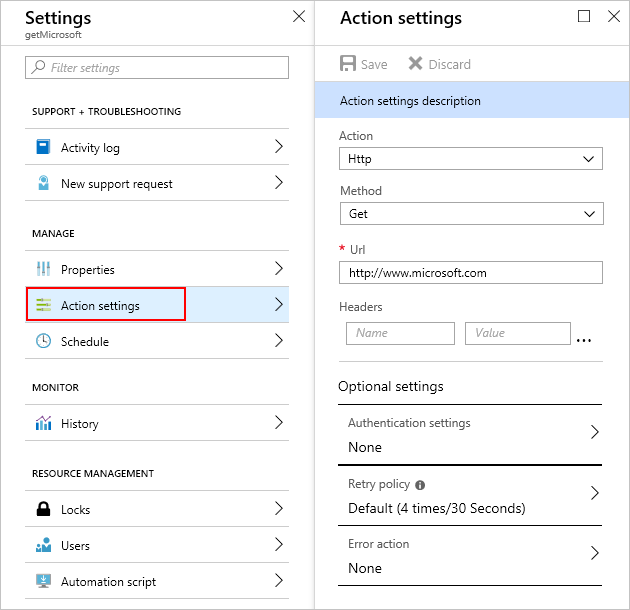 Settings
getMicrosoft
Filter settings
SUPPORT + TROUBLESHOOTING
Activity log
New support request
MANAGE
Properties
Action settings
Schedule
MONITOR
History
RESOURCE MANAGEMENT
Locks
Users
Automation script
Action settings
Save Discard
Action settings description
Action
Http
Method
Get
* Url
http://www.microsoft.com
Headers
Name Value ...
Optional settings
Authentication settings
None
Retry policy
Default (4 times/30 Seconds)
Error action
None